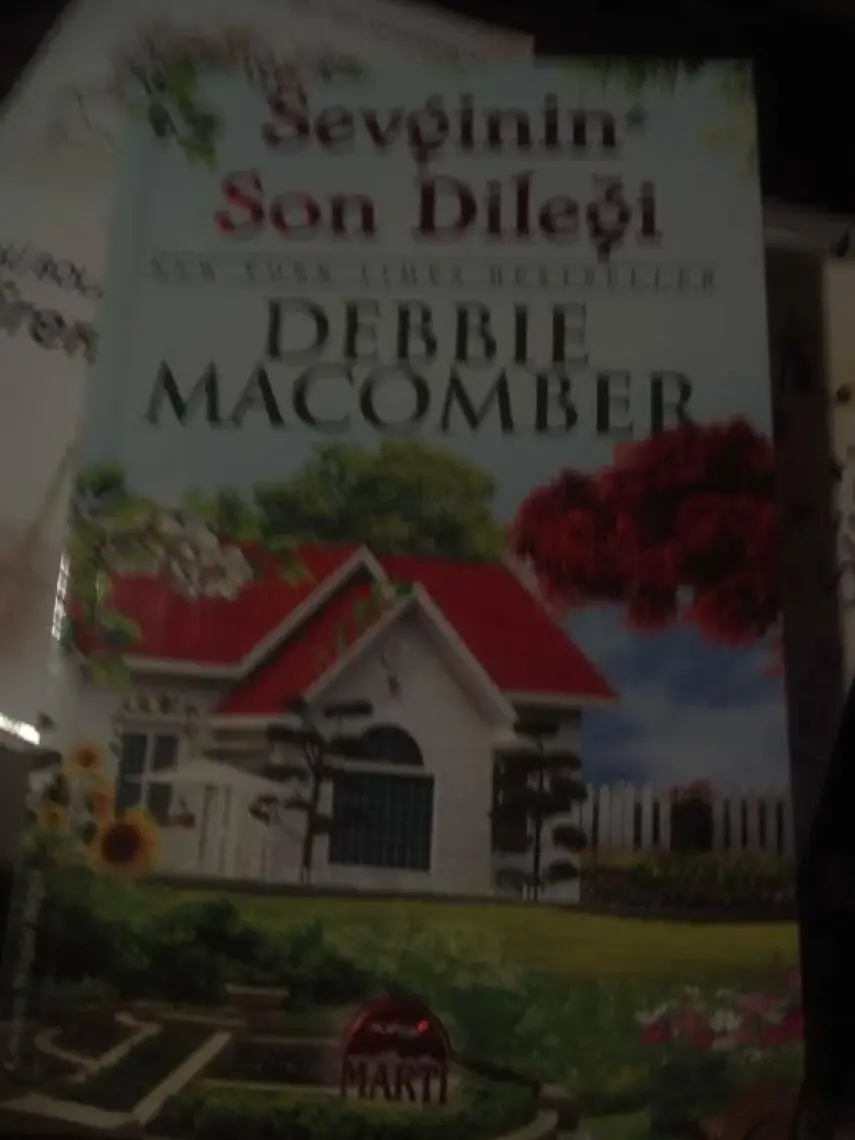 Sevginin
Son Dileği
NEW YORK TIMES BESTSELLER
DEBBIE
MACOMBER
MARTI